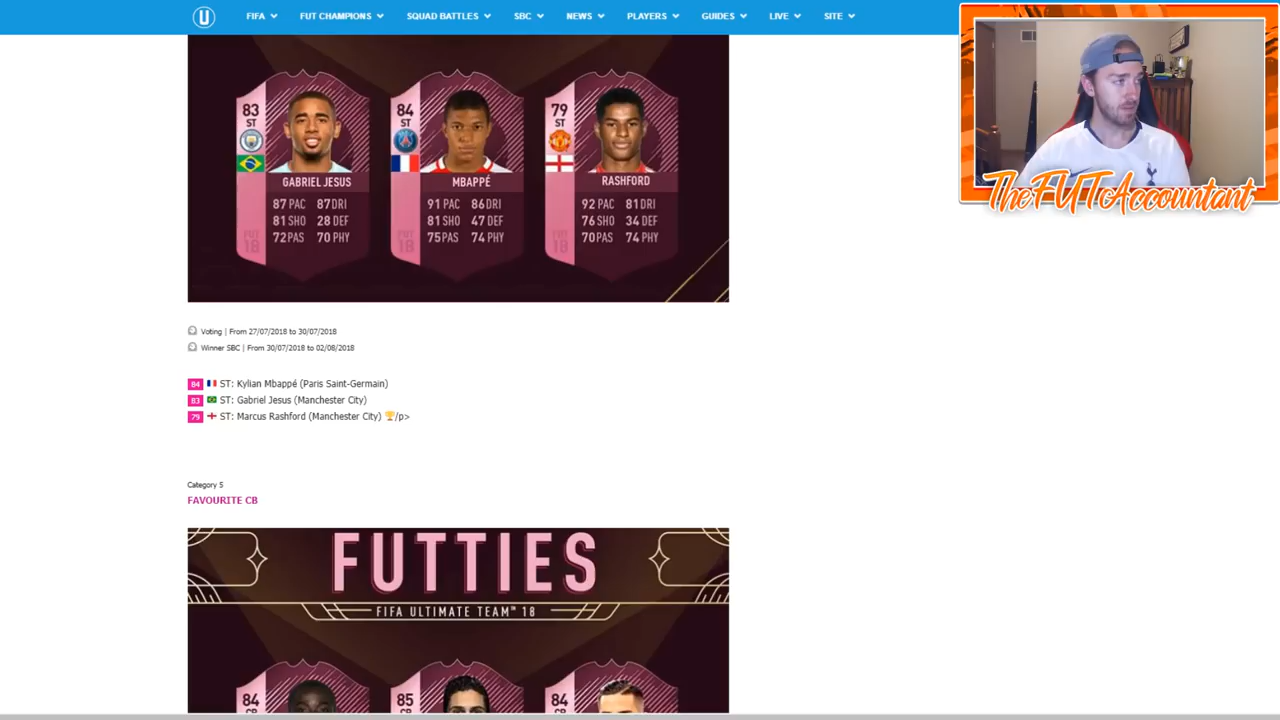 U FIFA FUT CHAMPIONS SQUAD BATTLES SBC NEWS PLAYERS GUIDES LIVE SITE
TheFUTAccountant
83 ST GABRIEL JESUS
87 PAC 87 DRI
81 SHO 28 DEF
72 PAS 70 PHY
84 ST MBAPPÉ
91 PAC 86 DRI
81 SHO 47 DEF
75 PAS 74 PHY
79 ST RASHFORD
92 PAC 81 DRI
76 SHO 34 DEF
70 PAS 74 PHY
Voting | From 27/07/2018 to 30/07/2018
Winner SBC | From 30/07/2018 to 02/08/2018
84 ST: Kylian Mbappé (Paris Saint-Germain)
83 ST: Gabriel Jesus (Manchester City)
79 ST: Marcus Rashford (Manchester City) 🏆/p>
Category 5
FAVOURITE CB
FUTTIES
FIFA ULTIMATE TEAM™ 18
84 CB
85 CB
84 CB